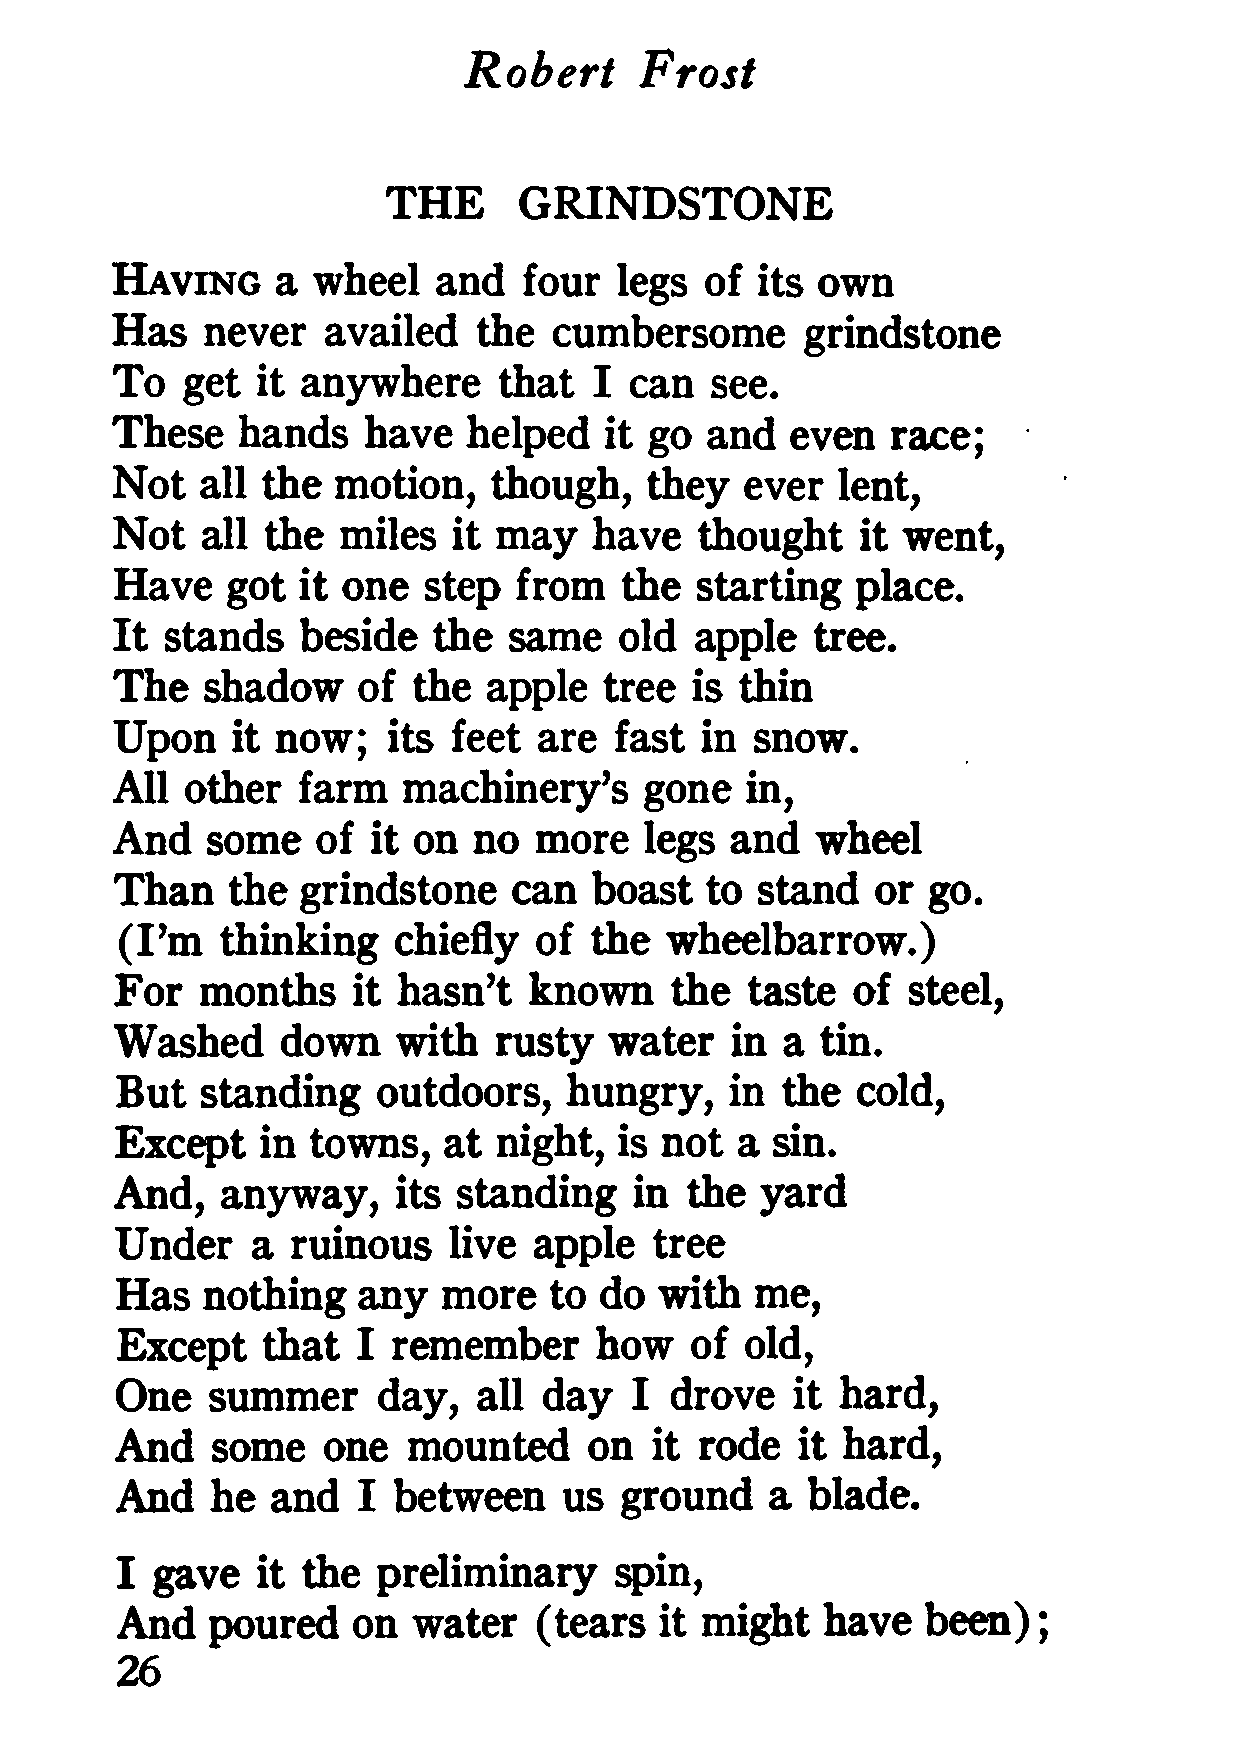 Robert Frost
THE GRINDSTONE
HAVING a wheel and four legs of its own
Has never availed the cumbersome grindstone
To get it anywhere that I can see.
These hands have helped it go and even race;
Not all the motion, though, they ever lent,
Not all the miles it may have thought it went,
Have got it one step from the starting place.
It stands beside the same old apple tree.
The shadow of the apple tree is thin
Upon it now; its feet are fast in snow.
All other farm machinery's gone in,
And some of it on no more legs and wheel
Than the grindstone can boast to stand or go.
(I'm thinking chiefly of the wheelbarrow.)
For months it hasn't known the taste of steel,
Washed down with rusty water in a tin.
But standing outdoors, hungry, in the cold,
Except in towns, at night, is not a sin.
And, anyway, its standing in the yard
Under a ruinous live apple tree
Has nothing any more to do with me,
Except that I remember how of old,
One summer day, all day I drove it hard,
And some one mounted on it rode it hard,
And he and I between us ground a blade.
I gave it the preliminary spin,
And poured on water (tears it might have been);
26